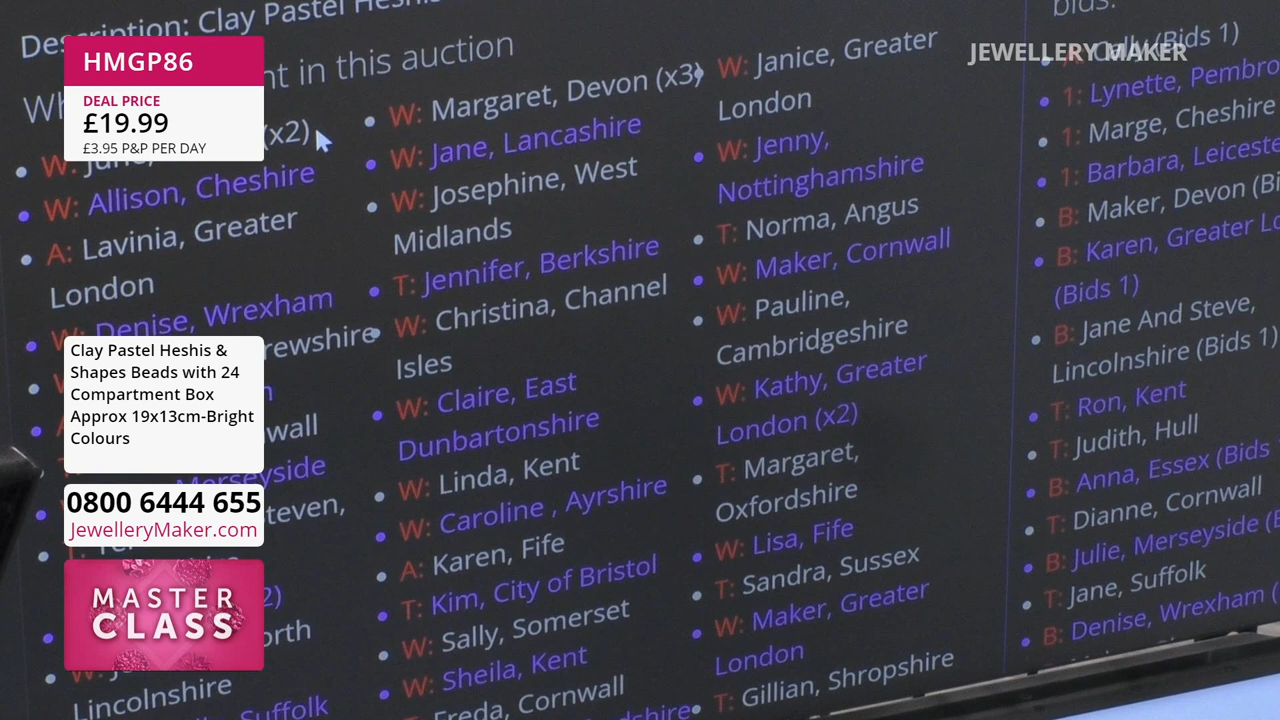 Description: Clay Pastel Heshis
HMGP86
DEAL PRICE
£19.99
£3.95 P&P PER DAY
nt in this auction
(x2)
W: Allison, Cheshire
A: Lavinia, Greater
London
W: Denise, Wrexham
Clay Pastel Heshis &
Shapes Beads with 24
Compartment Box
Approx 19x13cm-Bright
Colours
Merseyside
0800 6444 655
JewelleryMaker.com
MASTER
CLASS
Lincolnshire
Suffolk
W: Margaret, Devon (x3)
W: Jane, Lancashire
W: Josephine, West
Midlands
T: Jennifer, Berkshire
W: Christina, Channel
Isles
W: Claire, East
Dunbartonshire
W: Linda, Kent
W: Caroline , Ayrshire
A: Karen, Fife
T: Kim, City of Bristol
W: Sally, Somerset
W: Sheila, Kent
Freda, Cornwall
W: Janice, Greater
London
W: Jenny,
Nottinghamshire
T: Norma, Angus
W: Maker, Cornwall
W: Pauline,
Cambridgeshire
W: Kathy, Greater
London (x2)
T: Margaret,
Oxfordshire
W: Lisa, Fife
T: Sandra, Sussex
W: Maker, Greater
London
T: Gillian, Shropshire
bids.
JEWELLERY MAKER
(Bids 1)
1: Lynette, Pembro
1: Marge, Cheshire
1: Barbara, Leiceste
B: Maker, Devon (Bi
B: Karen, Greater Lo
(Bids 1)
B: Jane And Steve,
Lincolnshire (Bids 1)
T: Ron, Kent
T: Judith, Hull
B: Anna, Essex (Bids
T: Dianne, Cornwall
B: Julie, Merseyside (B
T: Jane, Suffolk
B: Denise, Wrexham (